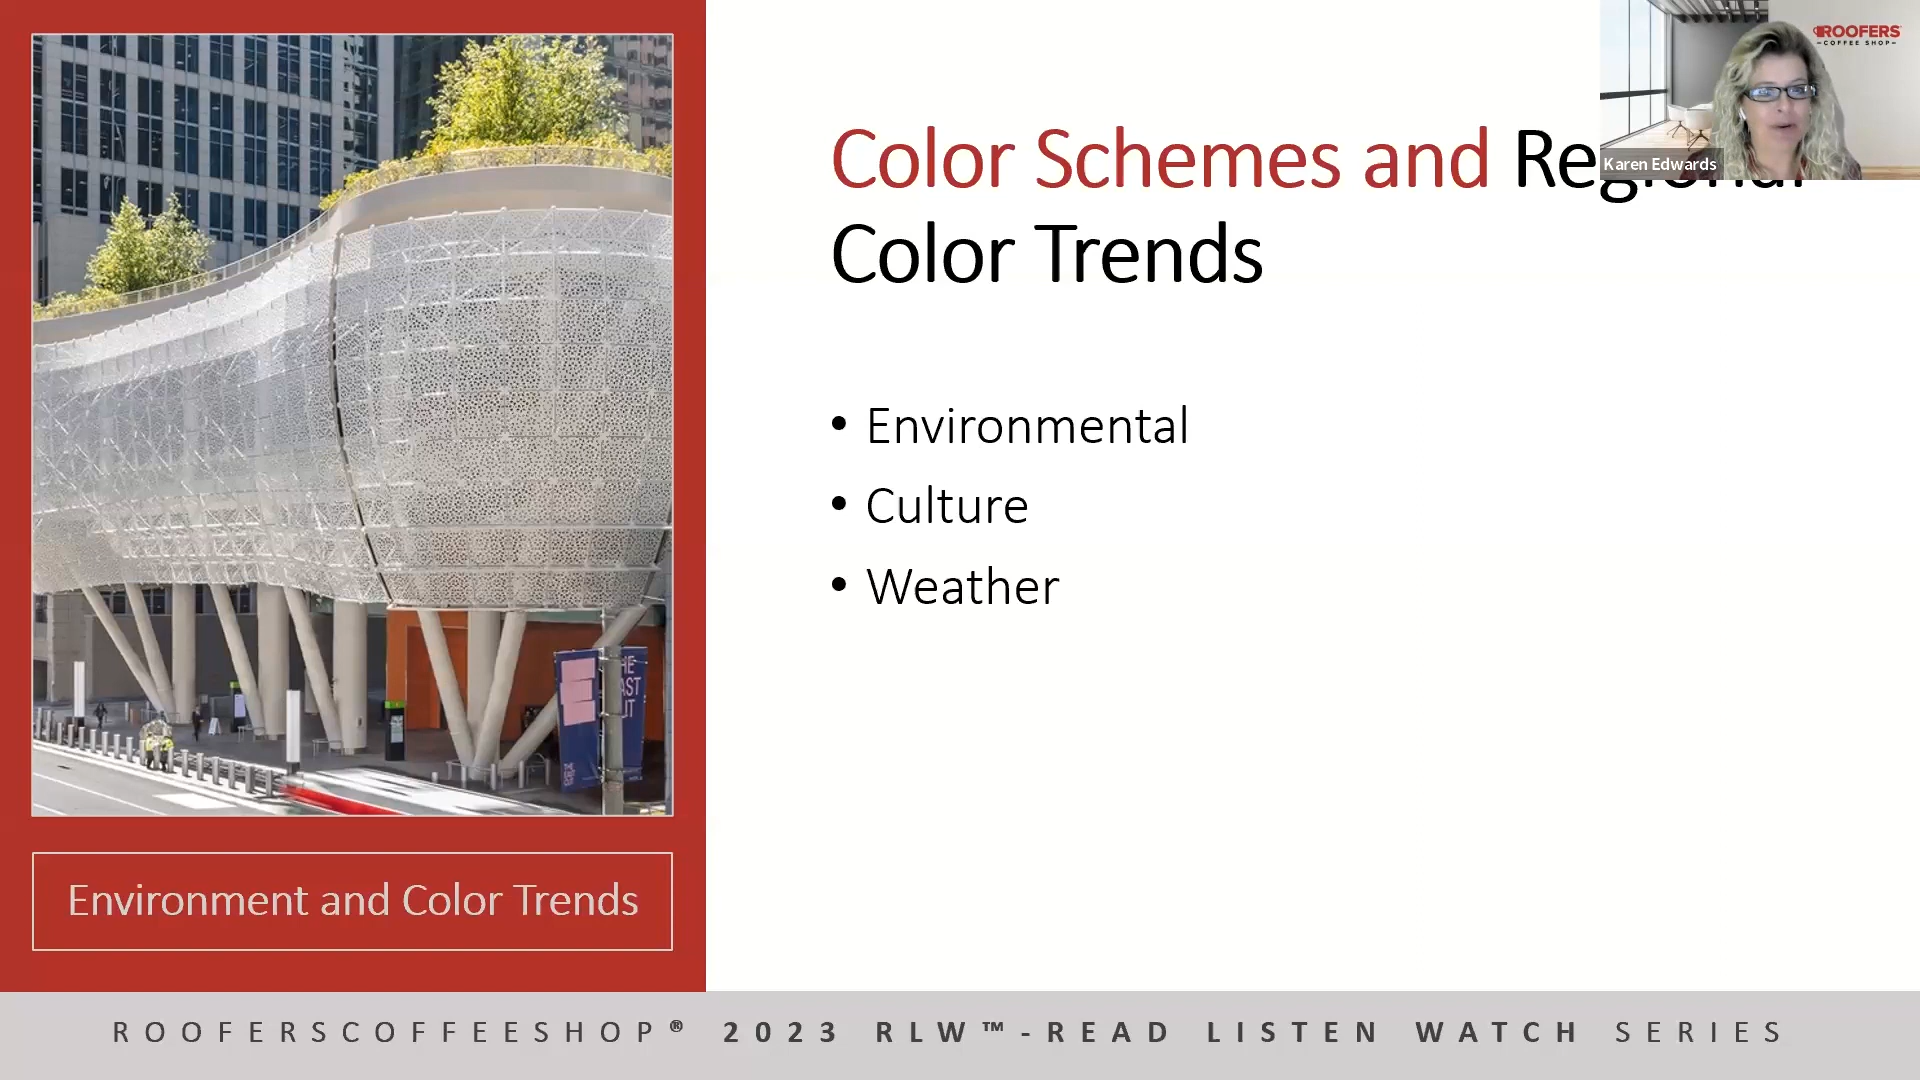 ROOFERS
COFFEE SHOP
Karen Edwards
Color Schemes and Regional
Color Trends
• Environmental
• Culture
• Weather
Environment and Color Trends
ROOFERSCOFFEESHOP® 2023 RLW™-READ LISTEN WATCH SERIES